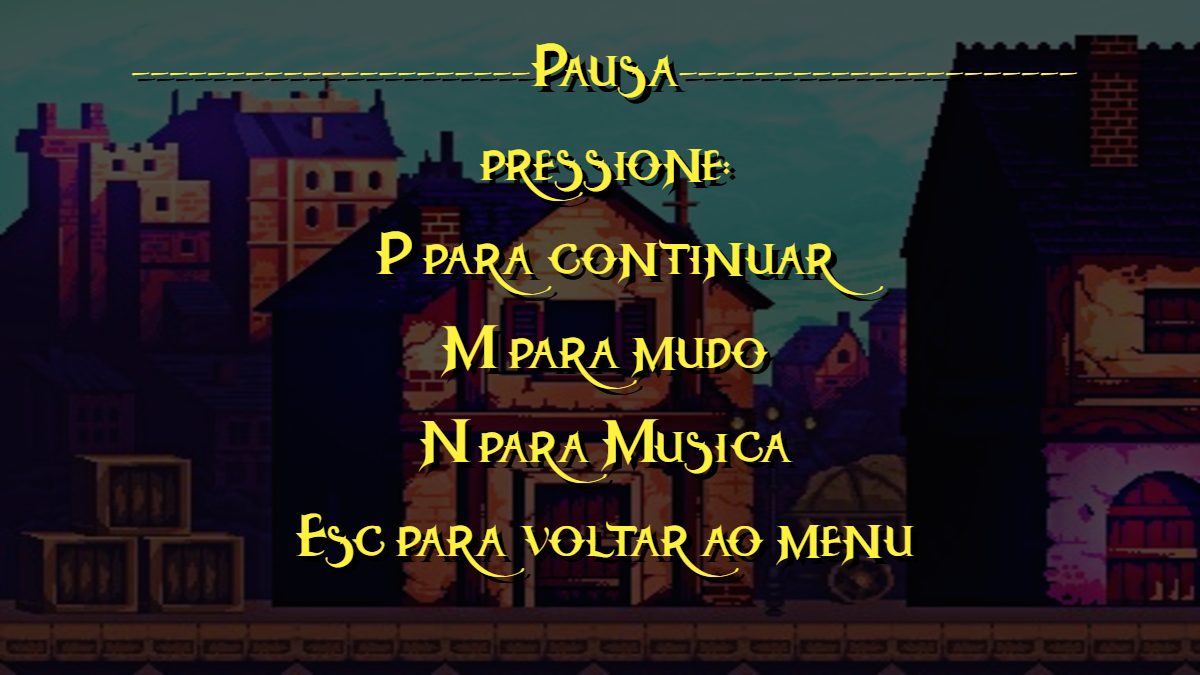 ---------------------Pausa---------------------
pressione:
P para continuar
M para mudo
N para Musica
Esc para voltar ao menu